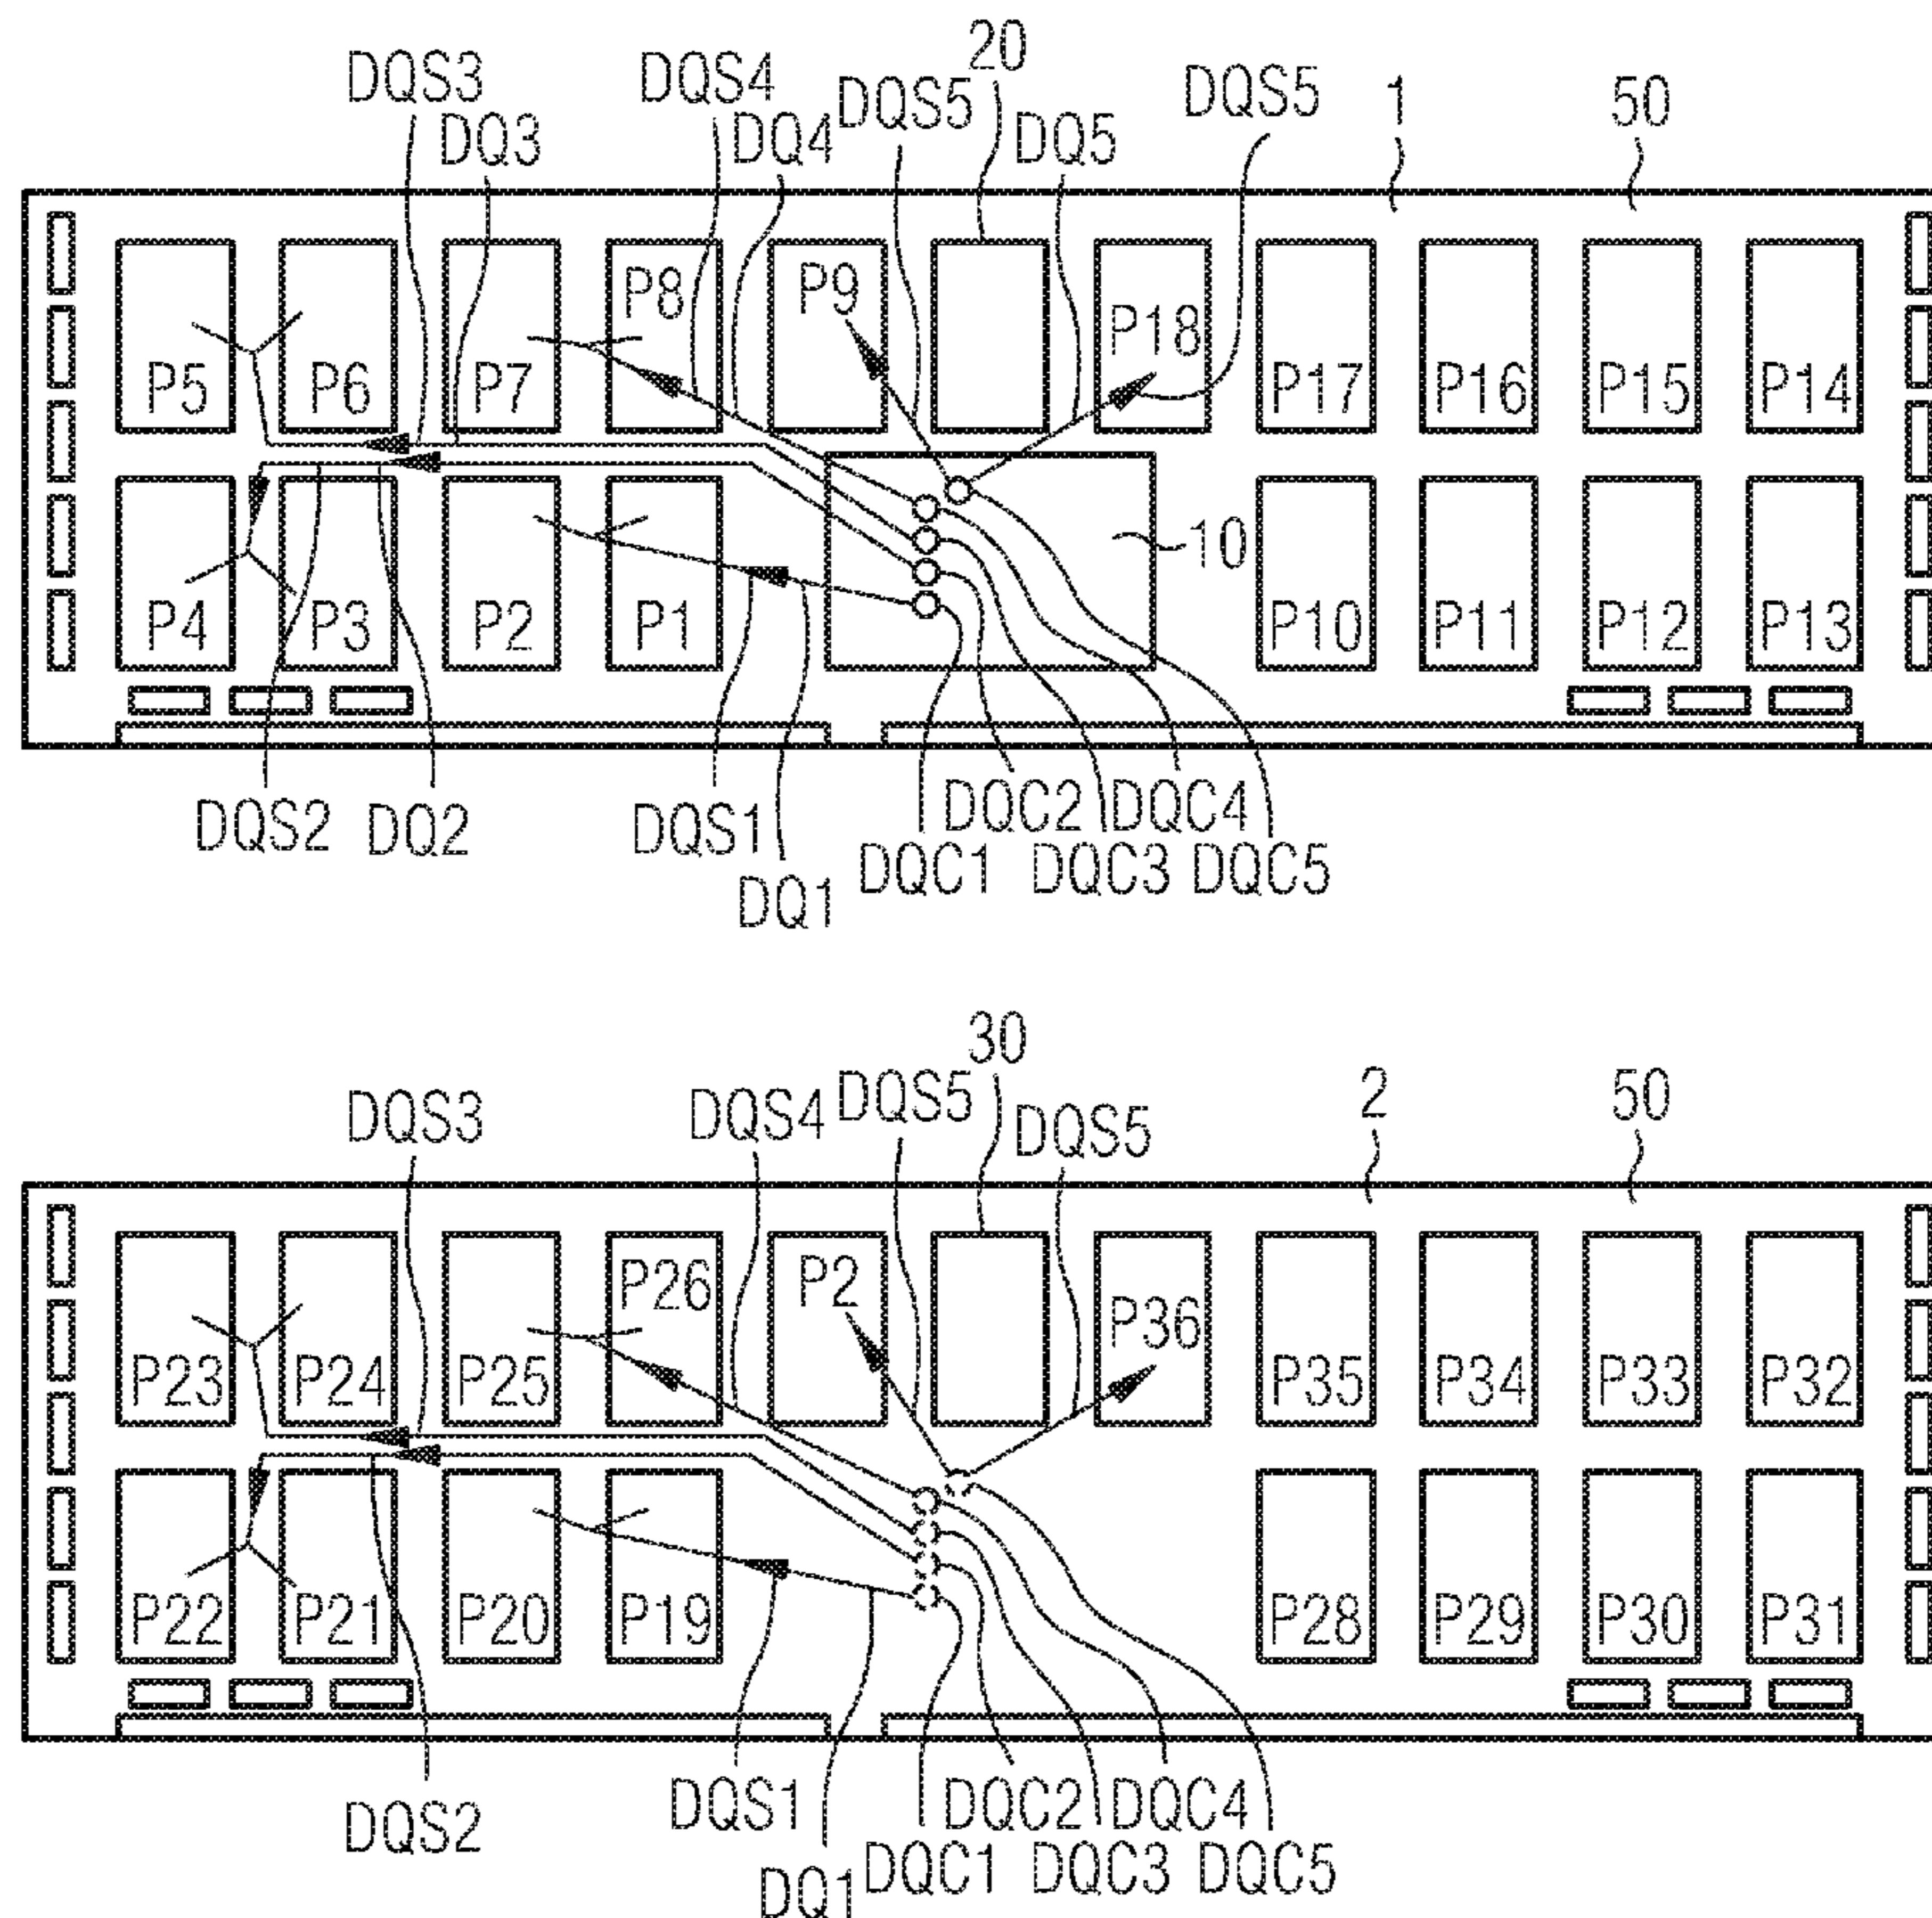 20
DQS3 DQS4 DQS5 DQS5 1 50
DQ3 DQ4 DQ5
P8 P9 P18
P5 P6 P7 P17 P16 P15 P14
10
P4 P3 P2 P1 P10 P11 P12 P13
DQS2 DQ2 DQS1 DQC2 DQC4
DQ1 DQC1 DQC3 DQC5
30
DQS3 DQS4 DQS5 DQS5 2 50
P26 P2 P36
P23 P24 P25 P35 P34 P33 P32
P22 P21 P20 P19 P28 P29 P30 P31
DQS2 DQS1 DQC2 DQC4
DQ1 DQC1 DQC3 DQC5